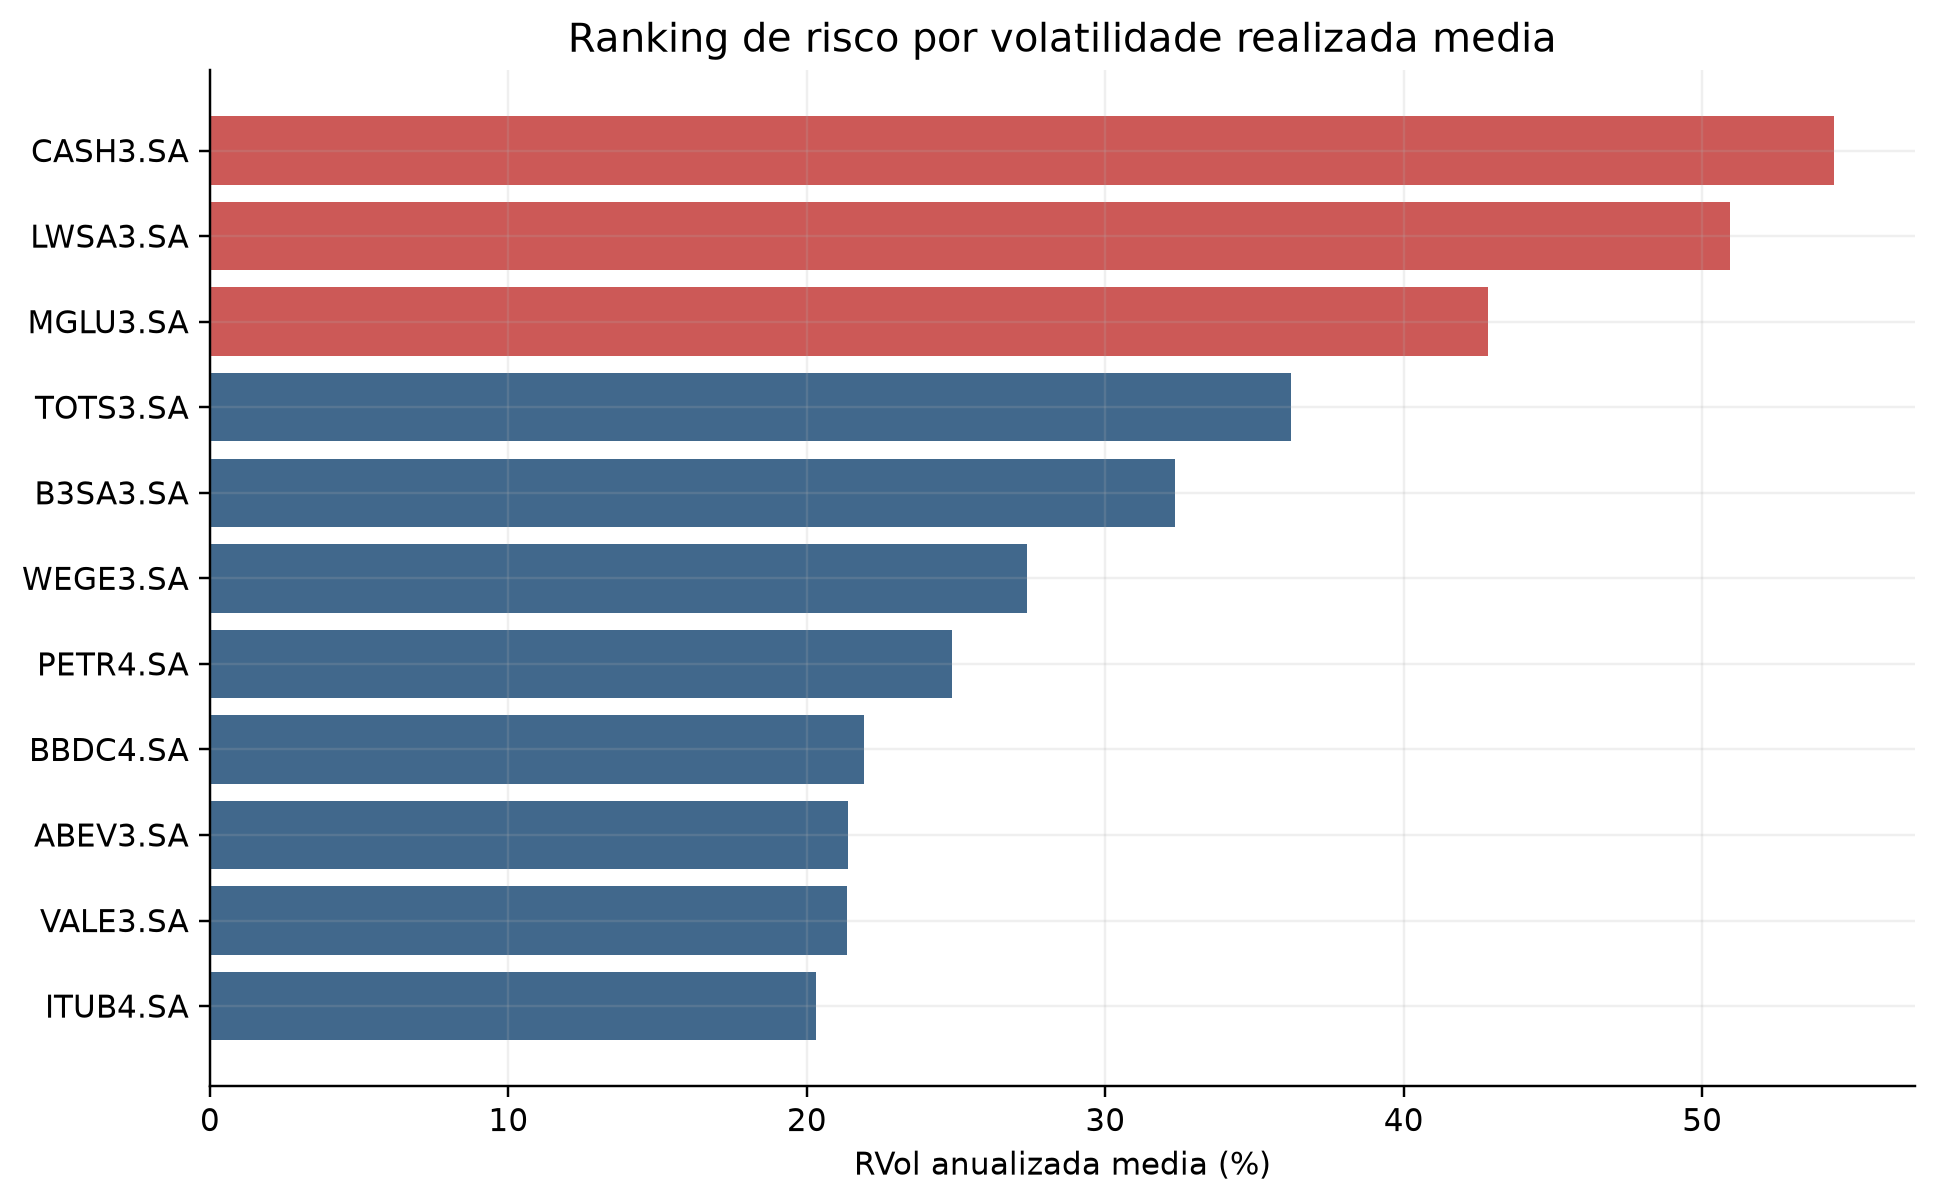 Ranking de risco por volatilidade realizada media
CASH3.SA
LWSA3.SA
MGLU3.SA
TOTS3.SA
B3SA3.SA
WEGE3.SA
PETR4.SA
BBDC4.SA
ABEV3.SA
VALE3.SA
ITUB4.SA
0 10 20 30 40 50
RVol anualizada media (%)